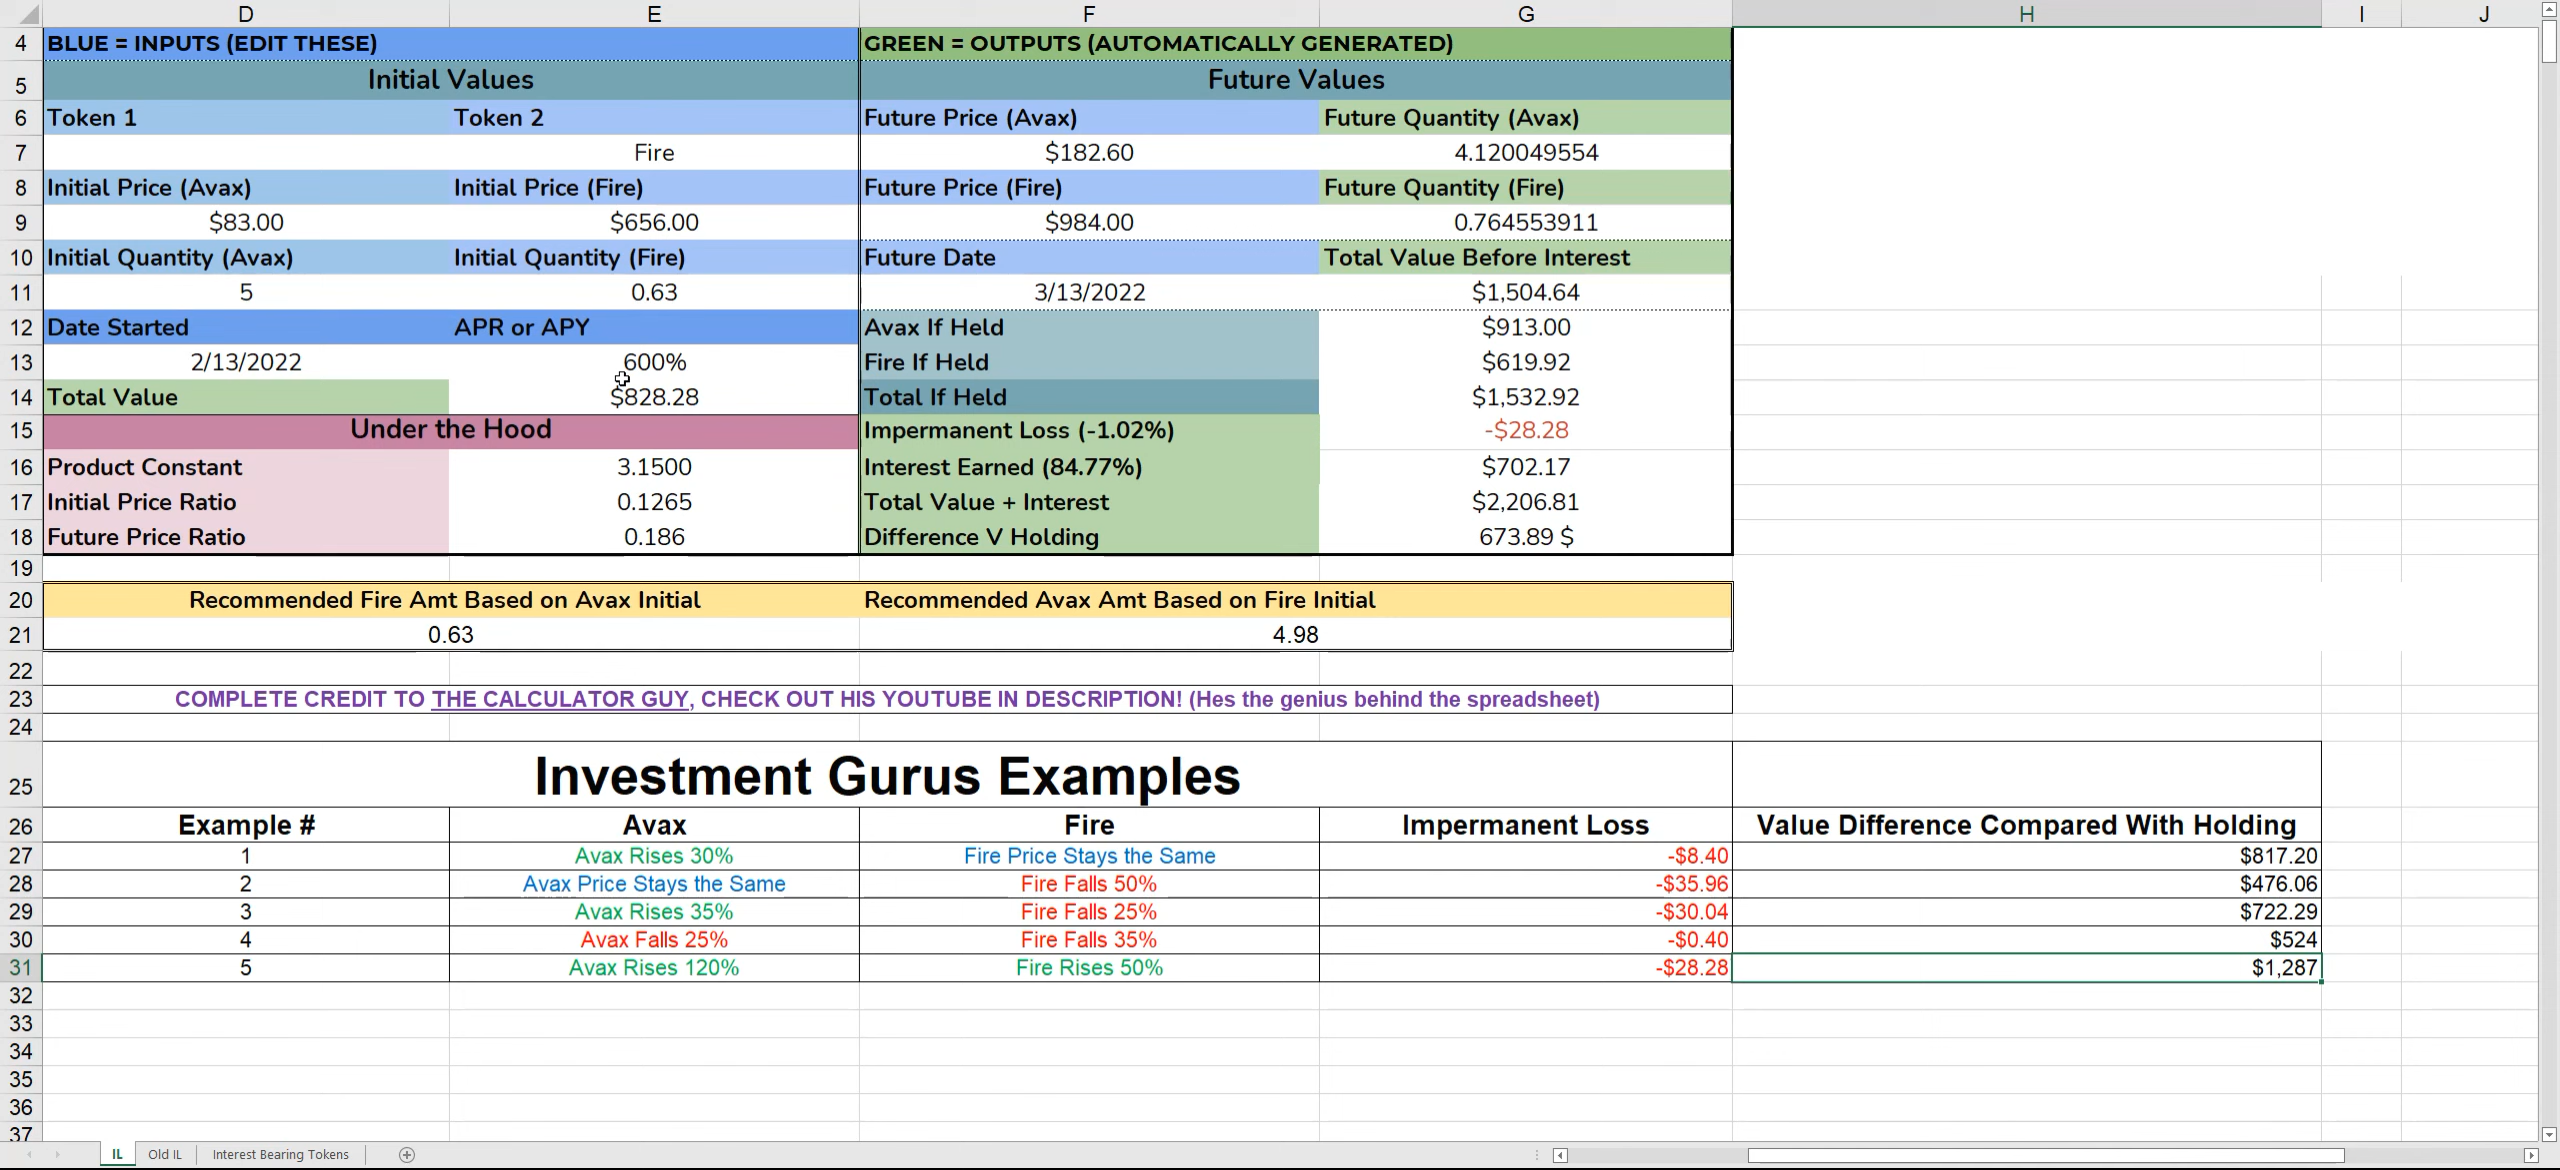 D E F G H I J
4 BLUE = INPUTS (EDIT THESE) GREEN = OUTPUTS (AUTOMATICALLY GENERATED)
5 Initial Values Future Values
6 Token 1 Token 2 Future Price (Avax) Future Quantity (Avax)
7 Fire $182.60 4.120049554
8 Initial Price (Avax) Initial Price (Fire) Future Price (Fire) Future Quantity (Fire)
9 $83.00 $656.00 $984.00 0.764553911
10 Initial Quantity (Avax) Initial Quantity (Fire) Future Date Total Value Before Interest
11 5 0.63 3/13/2022 $1,504.64
12 Date Started APR or APY Avax If Held $913.00
13 2/13/2022 600% Fire If Held $619.92
14 Total Value $828.28 Total If Held $1,532.92
15 Under the Hood Impermanent Loss (-1.02%) -$28.28
16 Product Constant 3.1500 Interest Earned (84.77%) $702.17
17 Initial Price Ratio 0.1265 Total Value + Interest $2,206.81
18 Future Price Ratio 0.186 Difference V Holding 673.89 $
19
20 Recommended Fire Amt Based on Avax Initial Recommended Avax Amt Based on Fire Initial
21 0.63 4.98
22
23 COMPLETE CREDIT TO THE CALCULATOR GUY, CHECK OUT HIS YOUTUBE IN DESCRIPTION! (Hes the genius behind the spreadsheet)
24
25 Investment Gurus Examples
26 Example # Avax Fire Impermanent Loss Value Difference Compared With Holding
27 1 Avax Rises 30% Fire Price Stays the Same -$8.40 $817.20
28 2 Avax Price Stays the Same Fire Falls 50% -$35.96 $476.06
29 3 Avax Rises 35% Fire Falls 25% -$30.04 $722.29
30 4 Avax Falls 25% Fire Falls 35% -$0.40 $524
31 5 Avax Rises 120% Fire Rises 50% -$28.28 $1,287
32
33
34
35
36
37
IL Old IL Interest Bearing Tokens